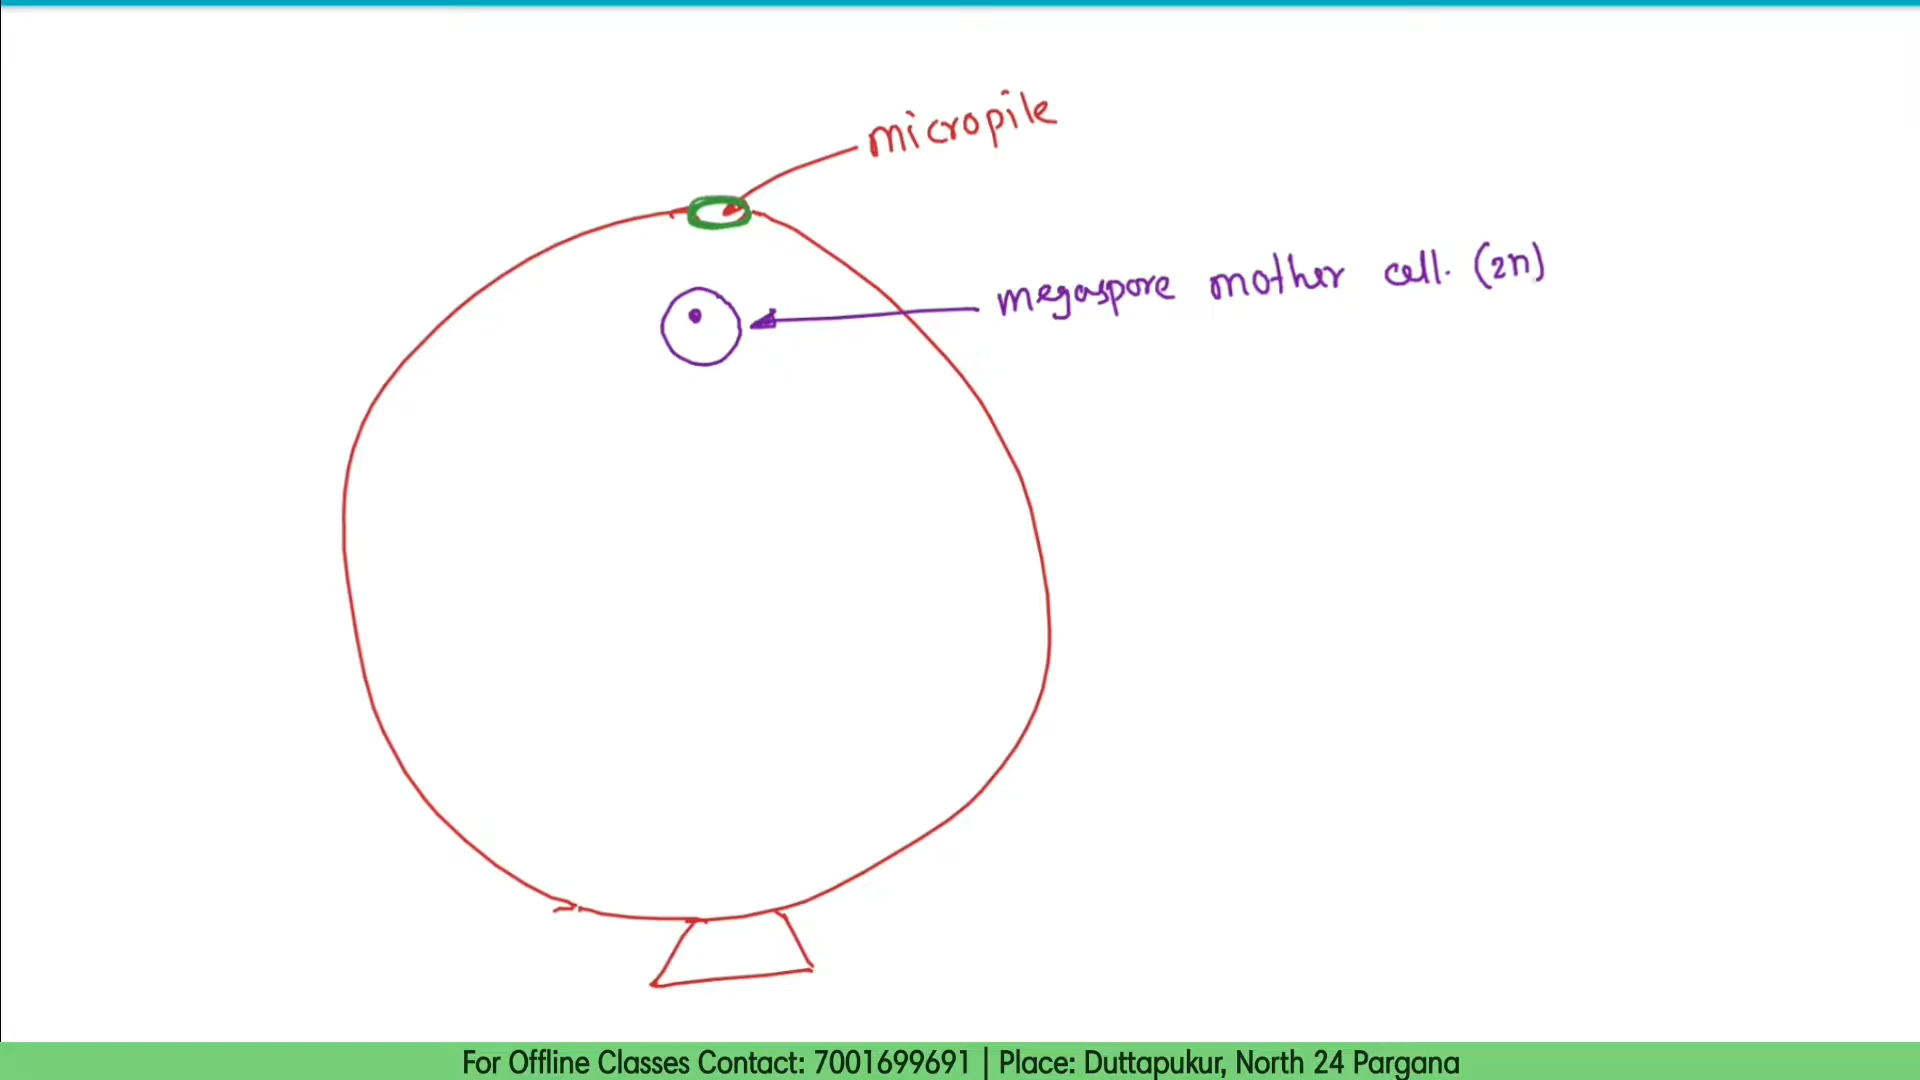 micropile
megaspore mother cell. (2n)
For Offline Classes Contact: 7001699691 | Place: Duttapukur, North 24 Pargana